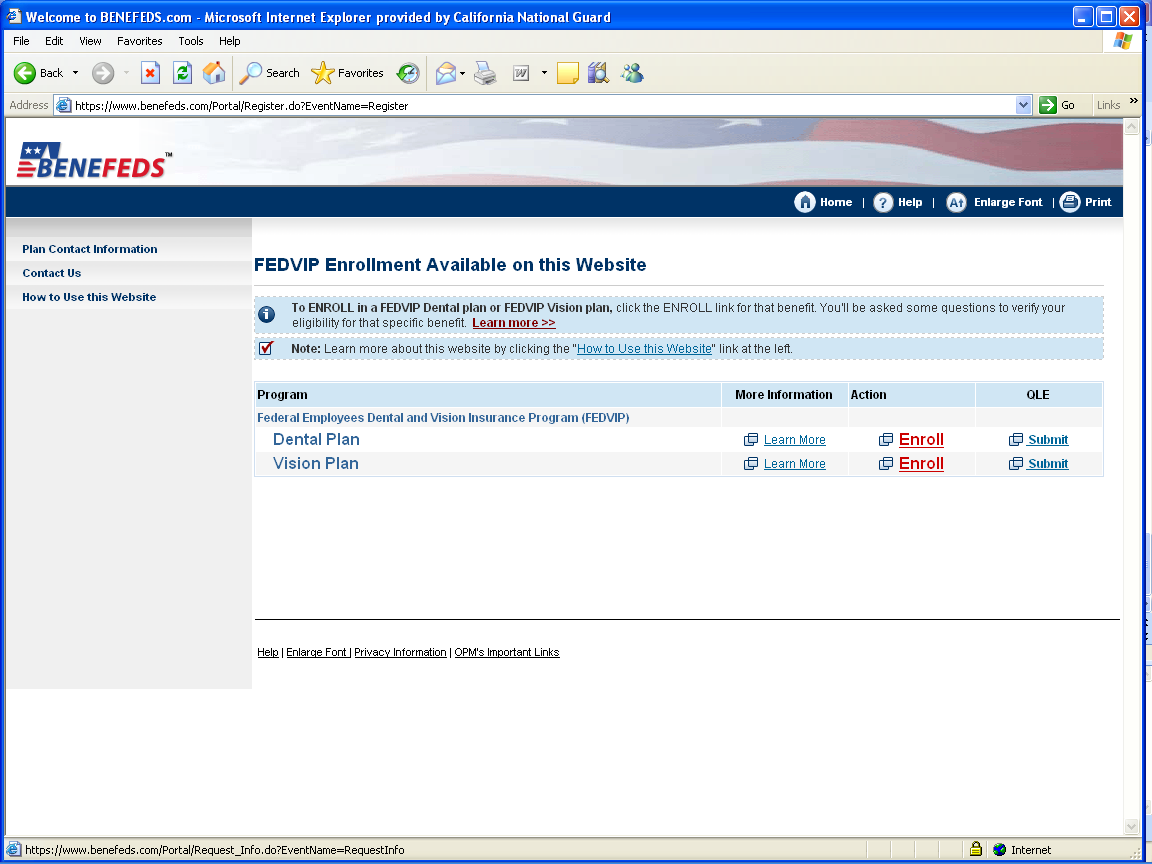 Welcome to BENEFEDS.com - Microsoft Internet Explorer provided by California National Guard
File Edit View Favorites Tools Help
Back Search Favorites W
Address https://www.benefeds.com/Portal/Register.do?EventName=Register Go Links »
BENEFEDS™
Home | ? Help | A† Enlarge Font | Print
Plan Contact Information
Contact Us
How to Use this Website
FEDVIP Enrollment Available on this Website
i To ENROLL in a FEDVIP Dental plan or FEDVIP Vision plan, click the ENROLL link for that benefit. You'll be asked some questions to verify your
eligibility for that specific benefit. Learn more >>
Note: Learn more about this website by clicking the "How to Use this Website" link at the left.
Program More Information Action QLE
Federal Employees Dental and Vision Insurance Program (FEDVIP)
Dental Plan Learn More Enroll Submit
Vision Plan Learn More Enroll Submit
Help | Enlarge Font | Privacy Information | OPM's Important Links
https://www.benefeds.com/Portal/Request_Info.do?EventName=RequestInfo Internet